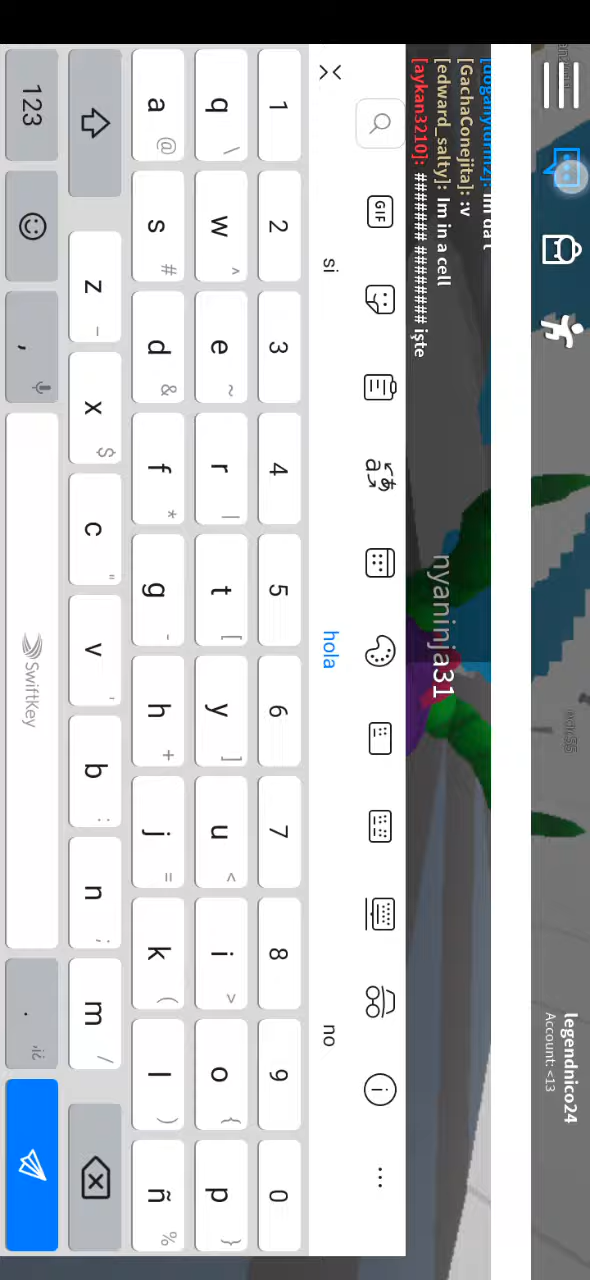 legendnico24
Account: <13
[GachaConejita]: :v
[edward_salty]: Im in a cell
[aykan3210]: ####### ######## işte
nyaninja31
GIF
si
hola
no
1 2 3 4 5 6 7 8 9 0
q \ w ^ e ~ r | t [ y ] u < i > o { p }
a @ s # d & f * g - h + j = k ( l ) ñ %
z _ x $ c " v ' b : n ; m /
123 , SwiftKey . ,¡¿